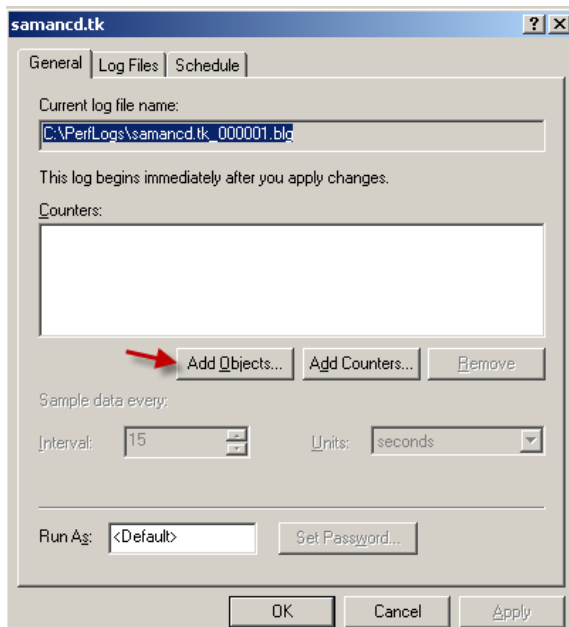 samancd.tk
General Log Files Schedule
Current log file name:
C:\PerfLogs\samancd.tk_000001.blg
This log begins immediately after you apply changes.
Counters:
Add Objects... Add Counters... Remove
Sample data every:
Interval: 15 Units: seconds
Run As: <Default> Set Password...
OK Cancel Apply